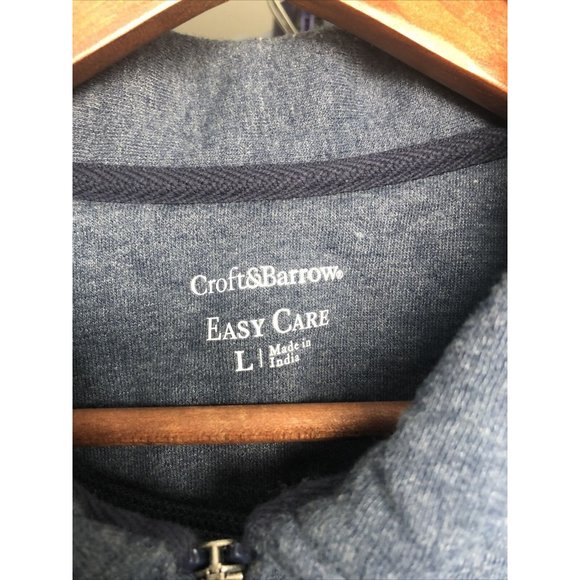 Croft&Barrow®
EASY CARE
L | Made in
India